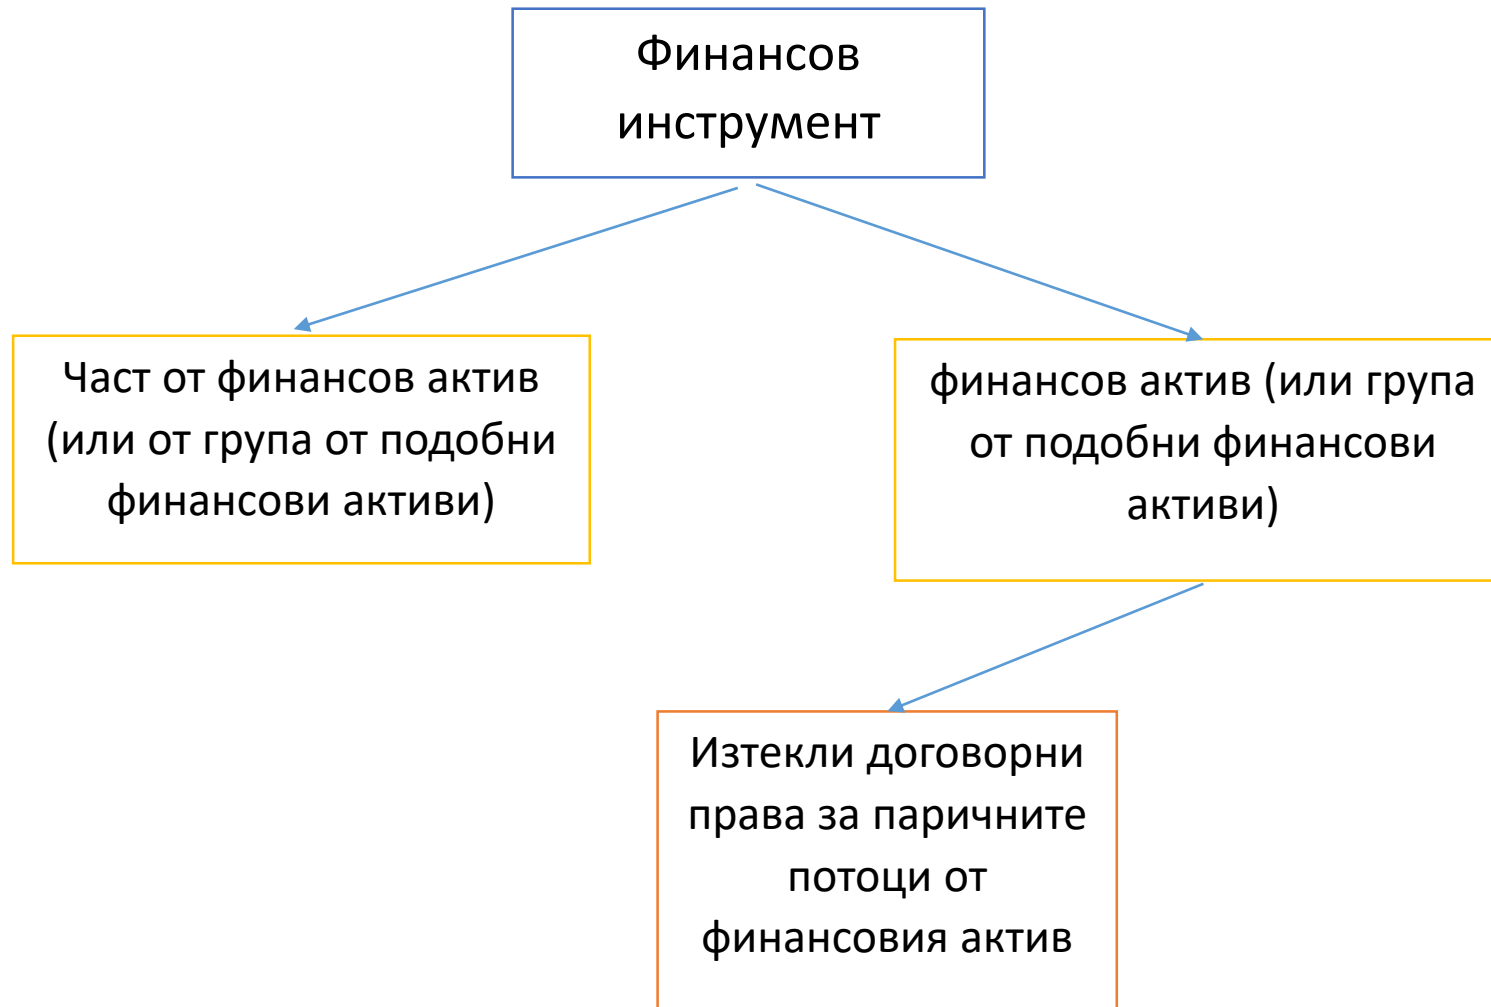 Финансов
инструмент
Част от финансов актив
(или от група от подобни
финансови активи)
финансов актив (или група
от подобни финансови
активи)
Изтекли договорни
права за паричните
потоци от
финансовия актив